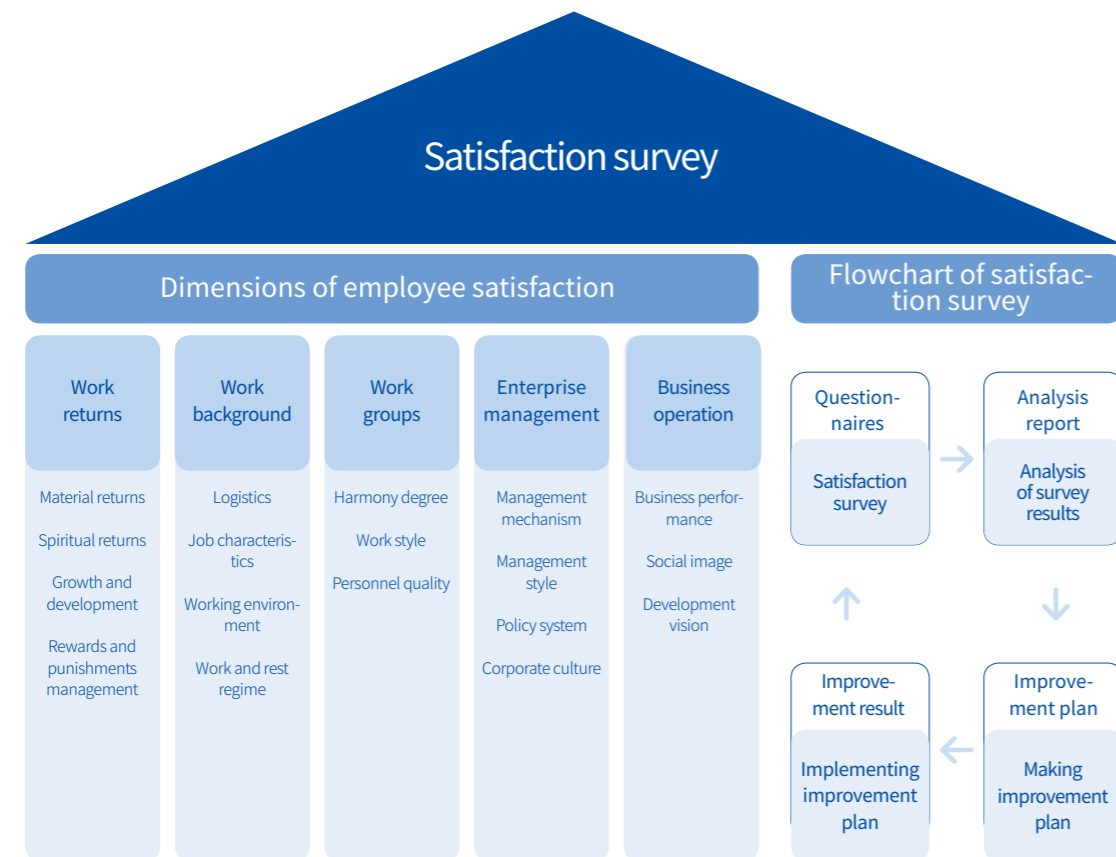 Satisfaction survey
Dimensions of employee satisfaction
Flowchart of satisfac-
tion survey
Work
returns
Material returns
Spiritual returns
Growth and
development
Rewards and
punishments
management
Work
background
Logistics
Job characteris-
tics
Working environ-
ment
Work and rest
regime
Work
groups
Harmony degree
Work style
Personnel quality
Enterprise
management
Management
mechanism
Management
style
Policy system
Corporate culture
Business
operation
Business perfor-
mance
Social image
Development
vision
Question-
naires
Satisfaction
survey
Analysis
report
Analysis
of survey
results
Improve-
ment result
Implementing
improvement
plan
Improve-
ment plan
Making
improvement
plan